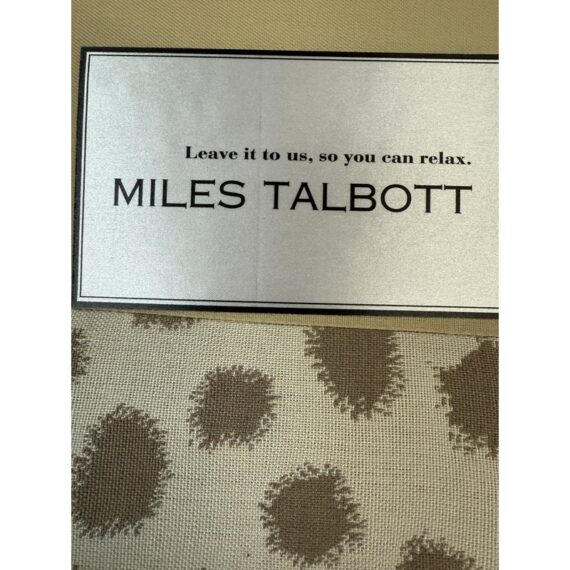 Leave it to us, so you can relax.
MILES TALBOTT